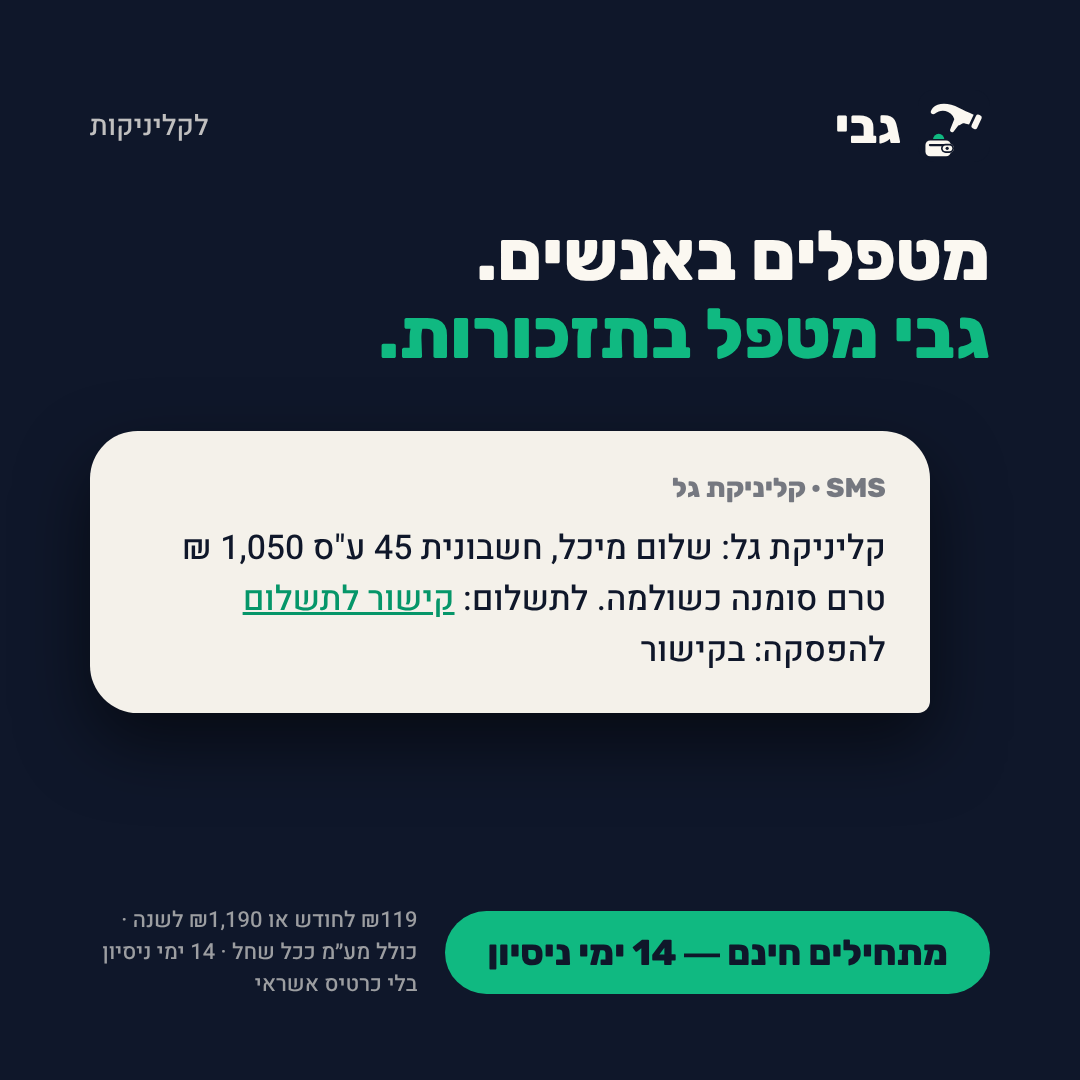 גבי
לקליניקות
מטפלים באנשים.
גבי מטפל בתזכורות.
SMS • קליניקת גל
קליניקת גל: שלום מיכל, חשבונית 45 ע"ס 1,050 ₪
טרם סומנה כשולמה. לתשלום: קישור לתשלום
להפסקה: בקישור
מתחילים חינם — 14 ימי ניסיון
₪119 לחודש או ₪1,190 לשנה ·
כולל מע״מ ככל שחל · 14 ימי ניסיון
בלי כרטיס אשראי